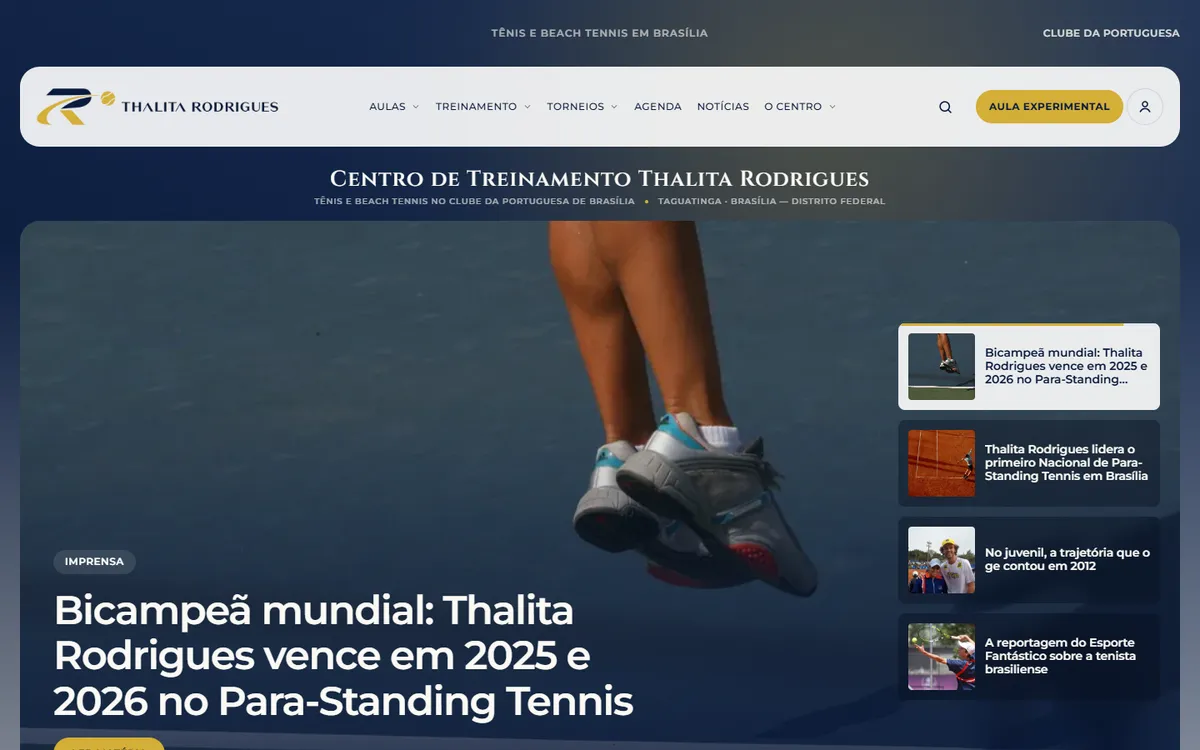 TÊNIS E BEACH TENNIS EM BRASÍLIA
CLUBE DA PORTUGUESA
THALITA RODRIGUES
AULAS
TREINAMENTO
TORNEIOS
AGENDA
NOTÍCIAS
O CENTRO
AULA EXPERIMENTAL
Centro de Treinamento Thalita Rodrigues
TÊNIS E BEACH TENNIS NO CLUBE DA PORTUGUESA DE BRASÍLIA • TAGUATINGA · BRASÍLIA — DISTRITO FEDERAL
IMPRENSA
Bicampeã mundial: Thalita
Rodrigues vence em 2025 e
2026 no Para-Standing Tennis
Bicampeã mundial: Thalita
Rodrigues vence em 2025 e
2026 no Para-Standing...
Thalita Rodrigues lidera o
primeiro Nacional de Para-
Standing Tennis em Brasília
No juvenil, a trajetória que o
ge contou em 2012
A reportagem do Esporte
Fantástico sobre a tenista
brasiliense